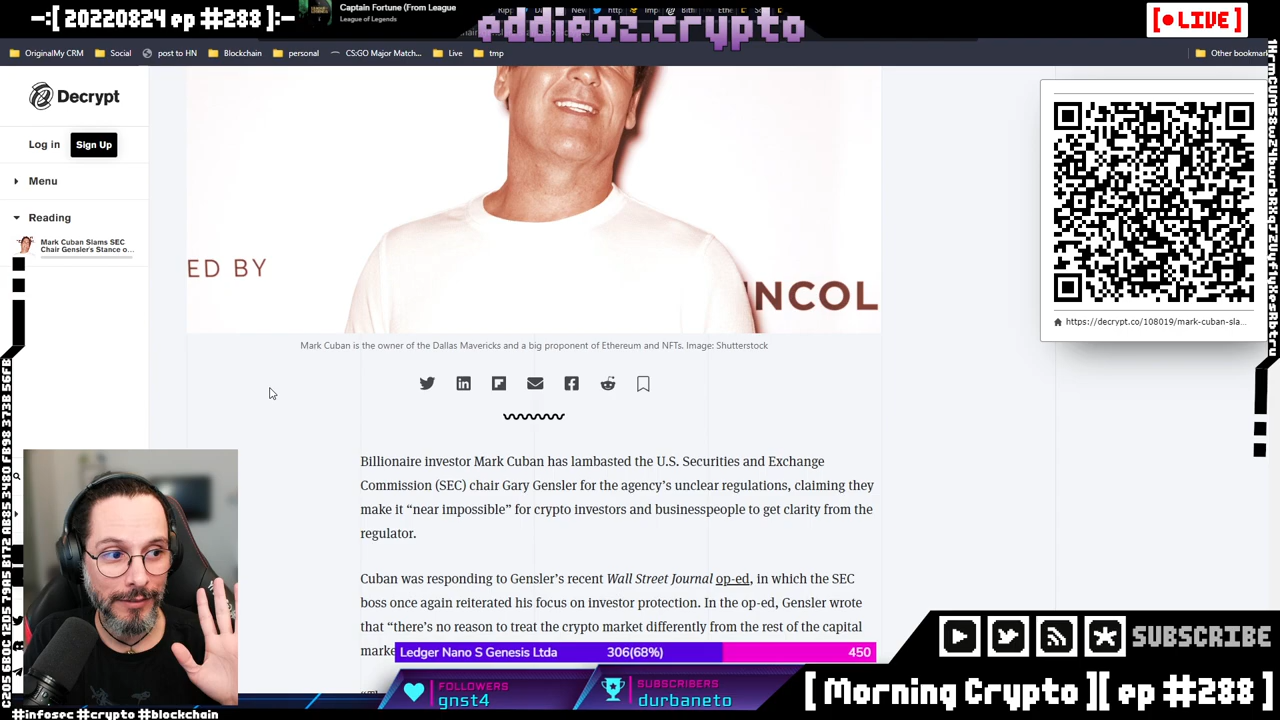 -:[ 20220824 ep #288 ]:-
Captain Fortune (From League
League of Legends
eddieoz.crypto
[● LIVE]
OriginalMy CRM
Social
post to HN
Blockchain
personal
CS:GO Major Match...
Live
tmp
Other bookmar
Decrypt
Log in
Sign Up
Menu
Reading
Mark Cuban Slams SEC
Chair Gensler's Stance o...
ED BY
INCOL
https://decrypt.co/108019/mark-cuban-sla...
Mark Cuban is the owner of the Dallas Mavericks and a big proponent of Ethereum and NFTs. Image: Shutterstock
Billionaire investor Mark Cuban has lambasted the U.S. Securities and Exchange
Commission (SEC) chair Gary Gensler for the agency’s unclear regulations, claiming they
make it “near impossible” for crypto investors and businesspeople to get clarity from the
regulator.
Cuban was responding to Gensler’s recent Wall Street Journal op-ed, in which the SEC
boss once again reiterated his focus on investor protection. In the op-ed, Gensler wrote
that “there’s no reason to treat the crypto market differently from the rest of the capital
marke
Ledger Nano S Genesis Ltda 306(68%) 450
FOLLOWERS
gnst4
SUBSCRIBERS
durbaneto
SUBSCRIBE
[ Morning Crypto ][ ep #288 ]
#infosec #crypto #blockchain